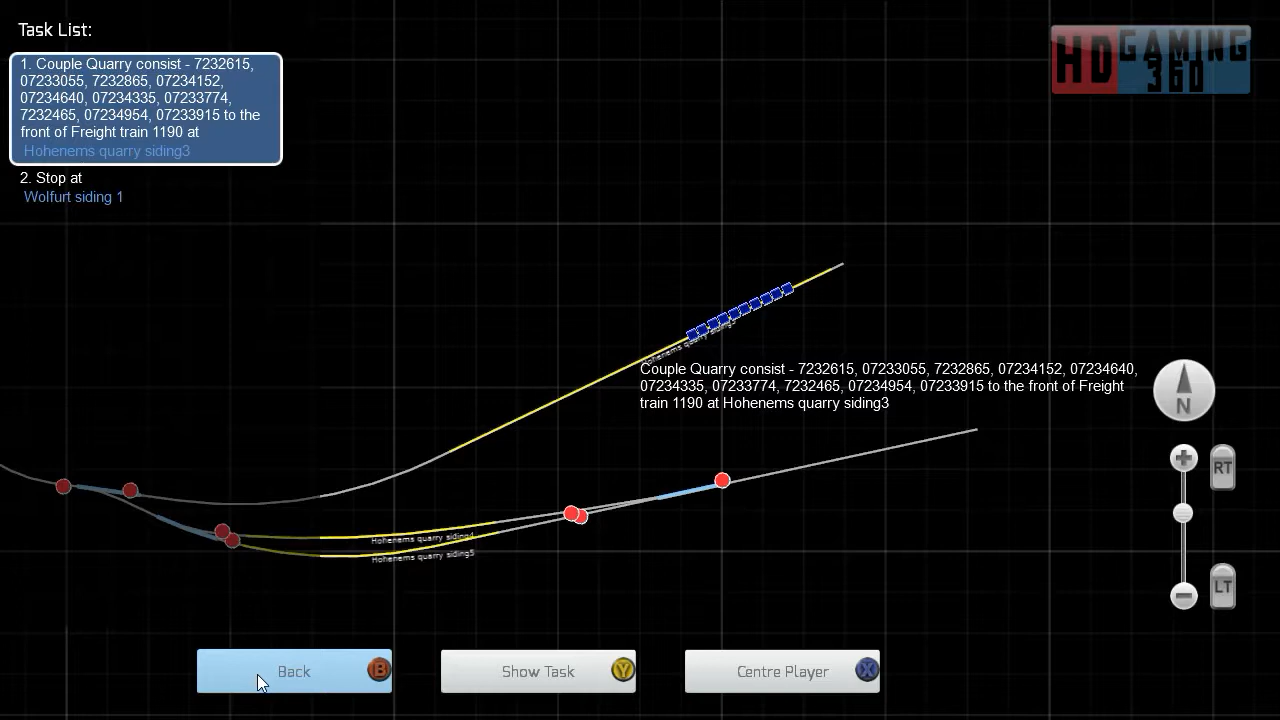 Task List:
1. Couple Quarry consist - 7232615,
07233055, 7232865, 07234152,
07234640, 07234335, 07233774,
7232465, 07234954, 07233915 to the
front of Freight train 1190 at
Hohenems quarry siding3
2. Stop at
Wolfurt siding 1
HD GAMING
360
Hohenems quarry siding3
Couple Quarry consist - 7232615, 07233055, 7232865, 07234152, 07234640,
07234335, 07233774, 7232465, 07234954, 07233915 to the front of Freight
train 1190 at Hohenems quarry siding3
N
RT
Hohenems quarry siding4
Hohenems quarry siding5
LT
Back B
Show Task Y
Centre Player X